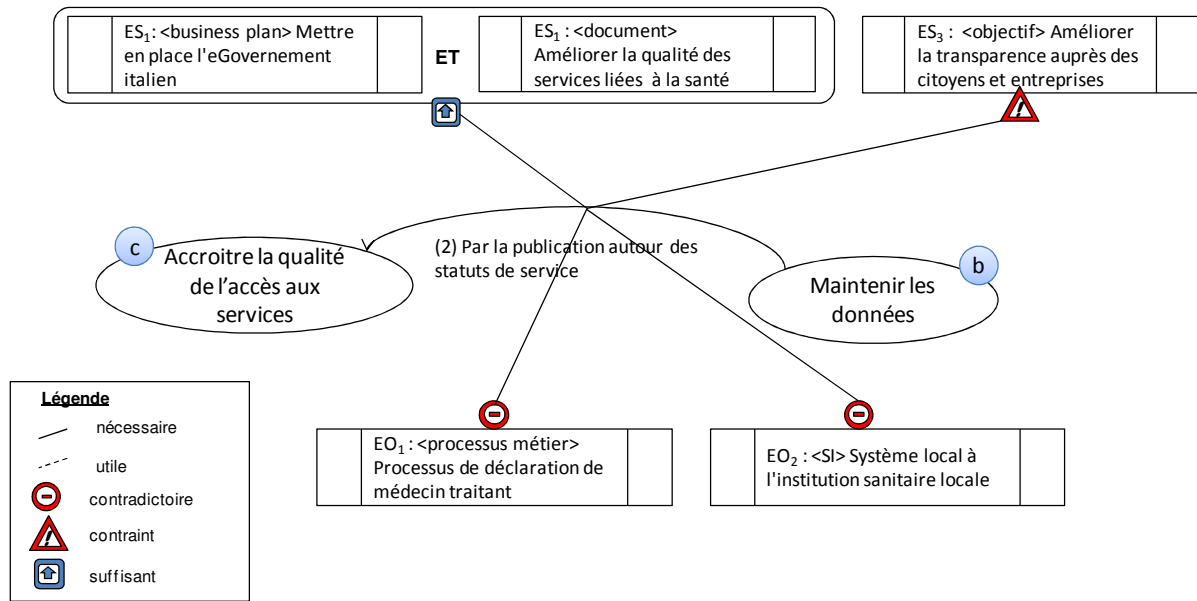 ES1: <business plan> Mettre
en place l'eGovernement
italien
ET
ES1 : <document>
Améliorer la qualité des
services liées à la santé
ES3 : <objectif> Améliorer
la transparence auprès des
citoyens et entreprises
c
Accroitre la qualité
de l'accès aux
services
(2) Par la publication autour des
statuts de service
b
Maintenir les
données
Légende
nécessaire
utile
contradictoire
contraint
suffisant
EO1 : <processus métier>
Processus de déclaration de
médecin traitant
EO2 : <SI> Système local à
l'institution sanitaire locale